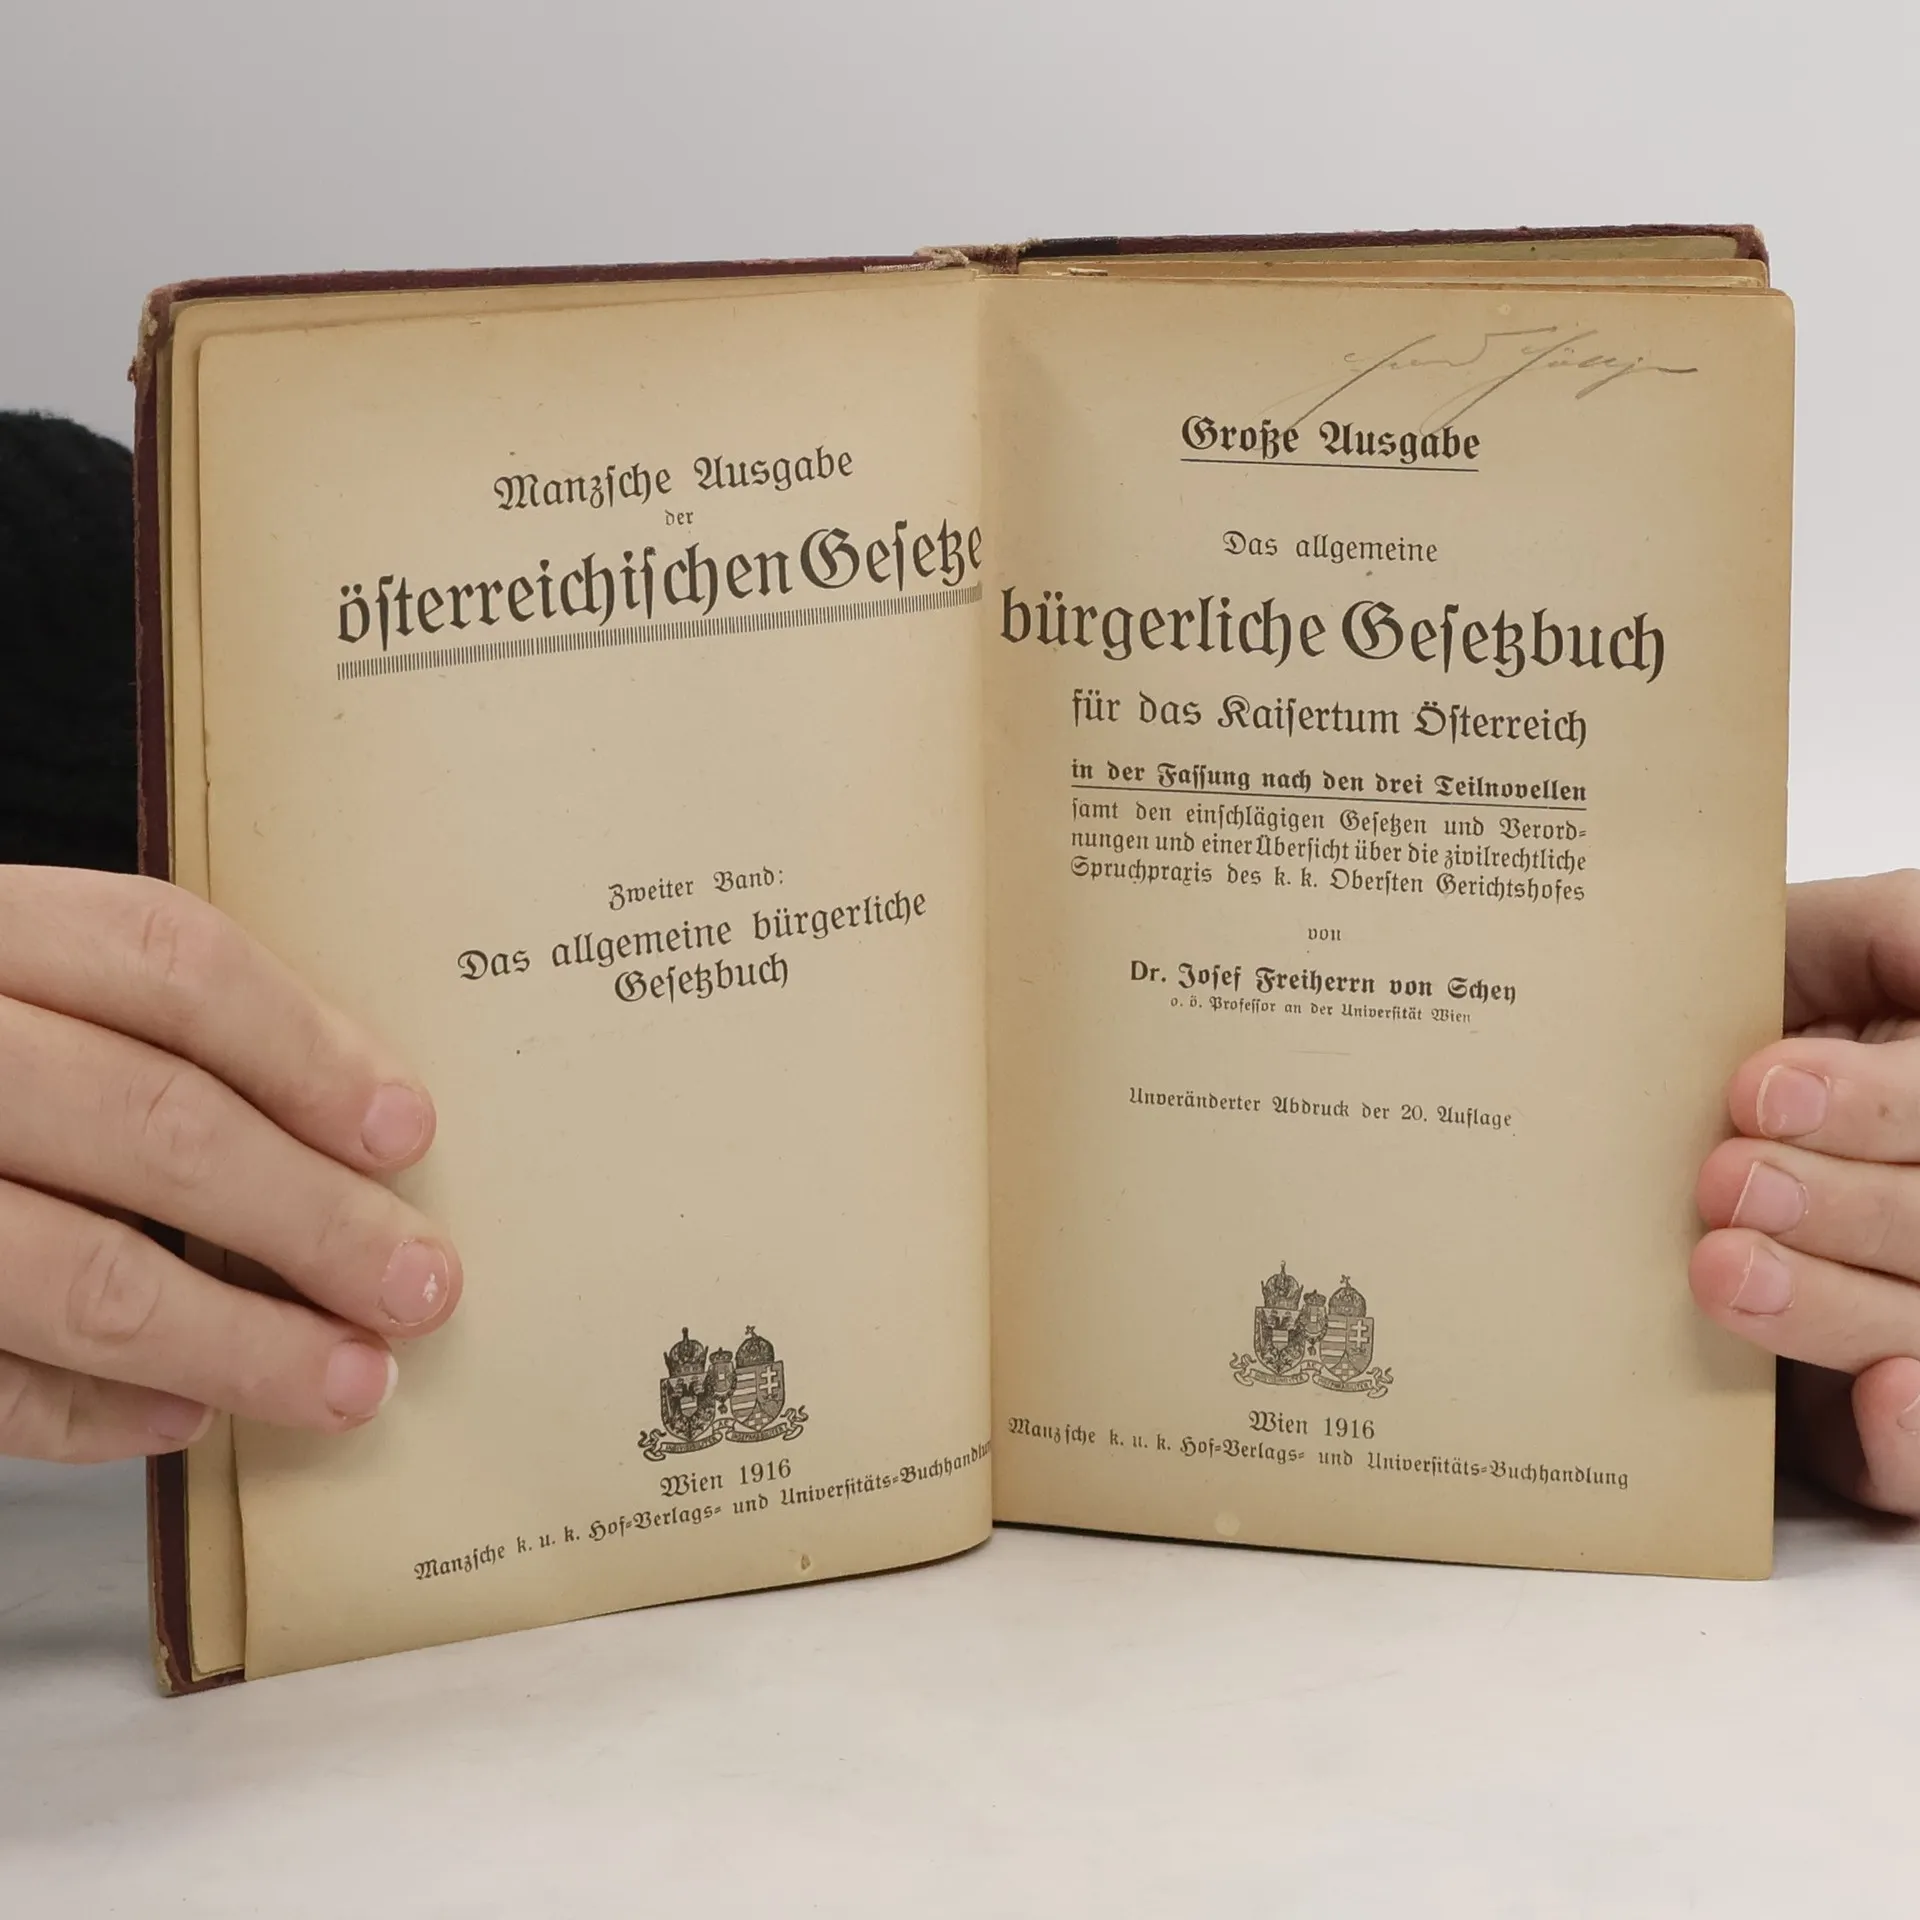 Manzsche Ausgabe
der
österreichischen Gesetze
Zweiter Band:
Das allgemeine bürgerliche
Gesetzbuch
Wien 1916
Manzsche k. u. k. Hof-Verlags- und Universitäts-Buchhandlun
Große Ausgabe
Das allgemeine
bürgerliche Gesetzbuch
für das Kaisertum Österreich
in der Fassung nach den drei Teilnovellen
samt den einschlägigen Gesetzen und Verord-
nungen und einer Übersicht über die zivilrechtliche
Spruchpraxis des k. k. Obersten Gerichtshofes
von
Dr. Josef Freiherrn von Schey
o. ö. Professor an der Universität Wien
Unveränderter Abdruck der 20. Auflage
Wien 1916
Manzsche k. u. k. Hof-Verlags- und Universitäts-Buchhandlung